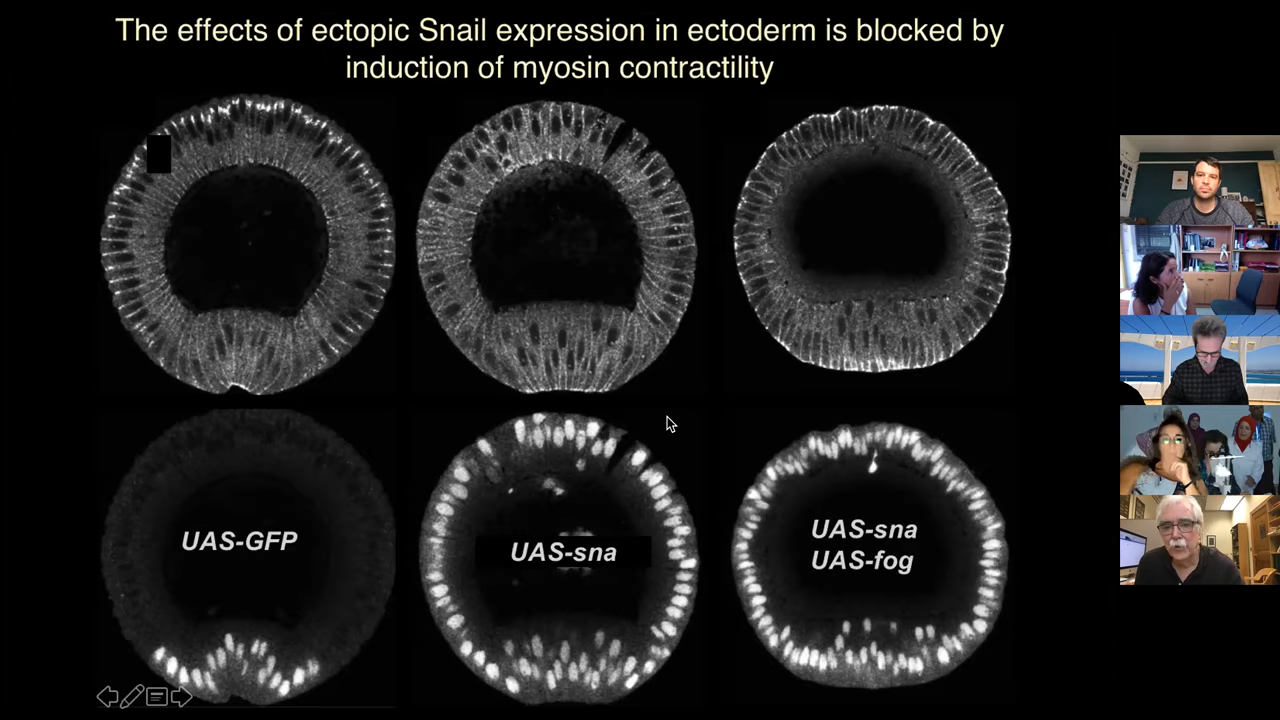 The effects of ectopic Snail expression in ectoderm is blocked by
induction of myosin contractility
UAS-GFP
UAS-sna
UAS-sna
UAS-fog